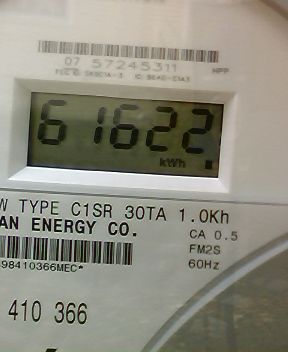 07 57245311
NPP
61622
kWh
W TYPE C1SR 30TA 1.0Kh
AN ENERGY CO.
CA 0.5
FM2S
60Hz
98410366MEC*
410 366